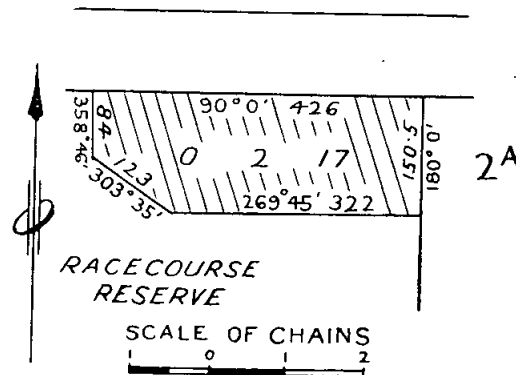 90°0' 426
358°46'
84
0 2 17
150·5
180°0'
2A
123
303°35'
269°45' 322
RACECOURSE
RESERVE
SCALE OF CHAINS
1 0 1 2